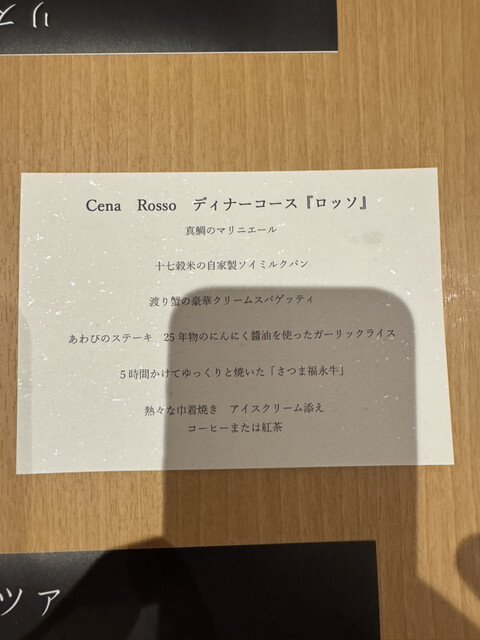 リス
Cena Rosso ディナーコース『ロッソ』
真鯛のマリニエール
十七穀米の自家製ソイミルクパン
渡り蟹の豪華クリームスパゲッティ
あわびのステーキ 25年物のにんにく醬油を使ったガーリックライス
5時間かけてゆっくりと焼いた「さつま福永牛」
熱々な巾着焼き アイスクリーム添え
コーヒーまたは紅茶